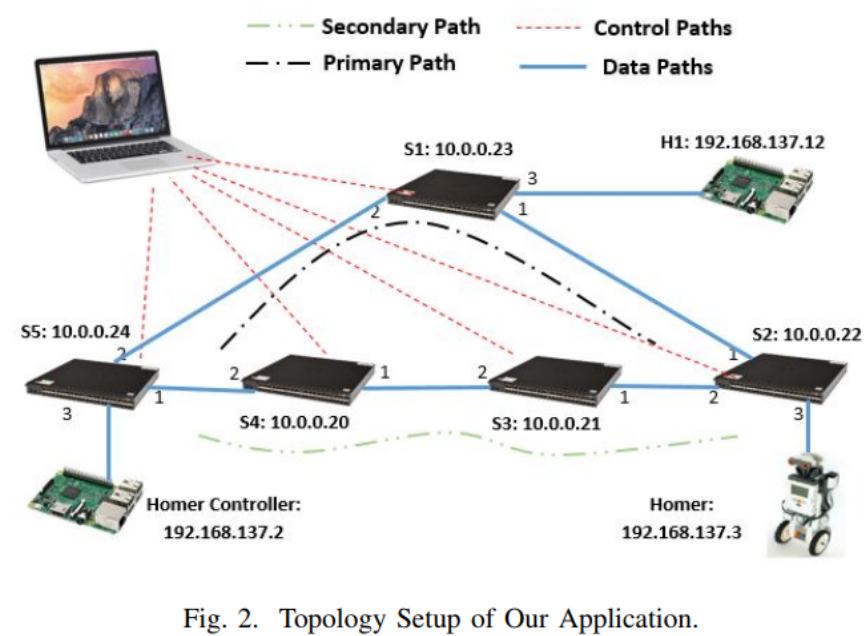 Secondary Path
Control Paths
Primary Path
Data Paths
S1: 10.0.0.23
H1: 192.168.137.12
3
2
1
S5: 10.0.0.24
S2: 10.0.0.22
2
1
2
1
2
1
2
3
1
3
S4: 10.0.0.20
S3: 10.0.0.21
Homer Controller:
192.168.137.2
Homer:
192.168.137.3
Fig. 2. Topology Setup of Our Application.